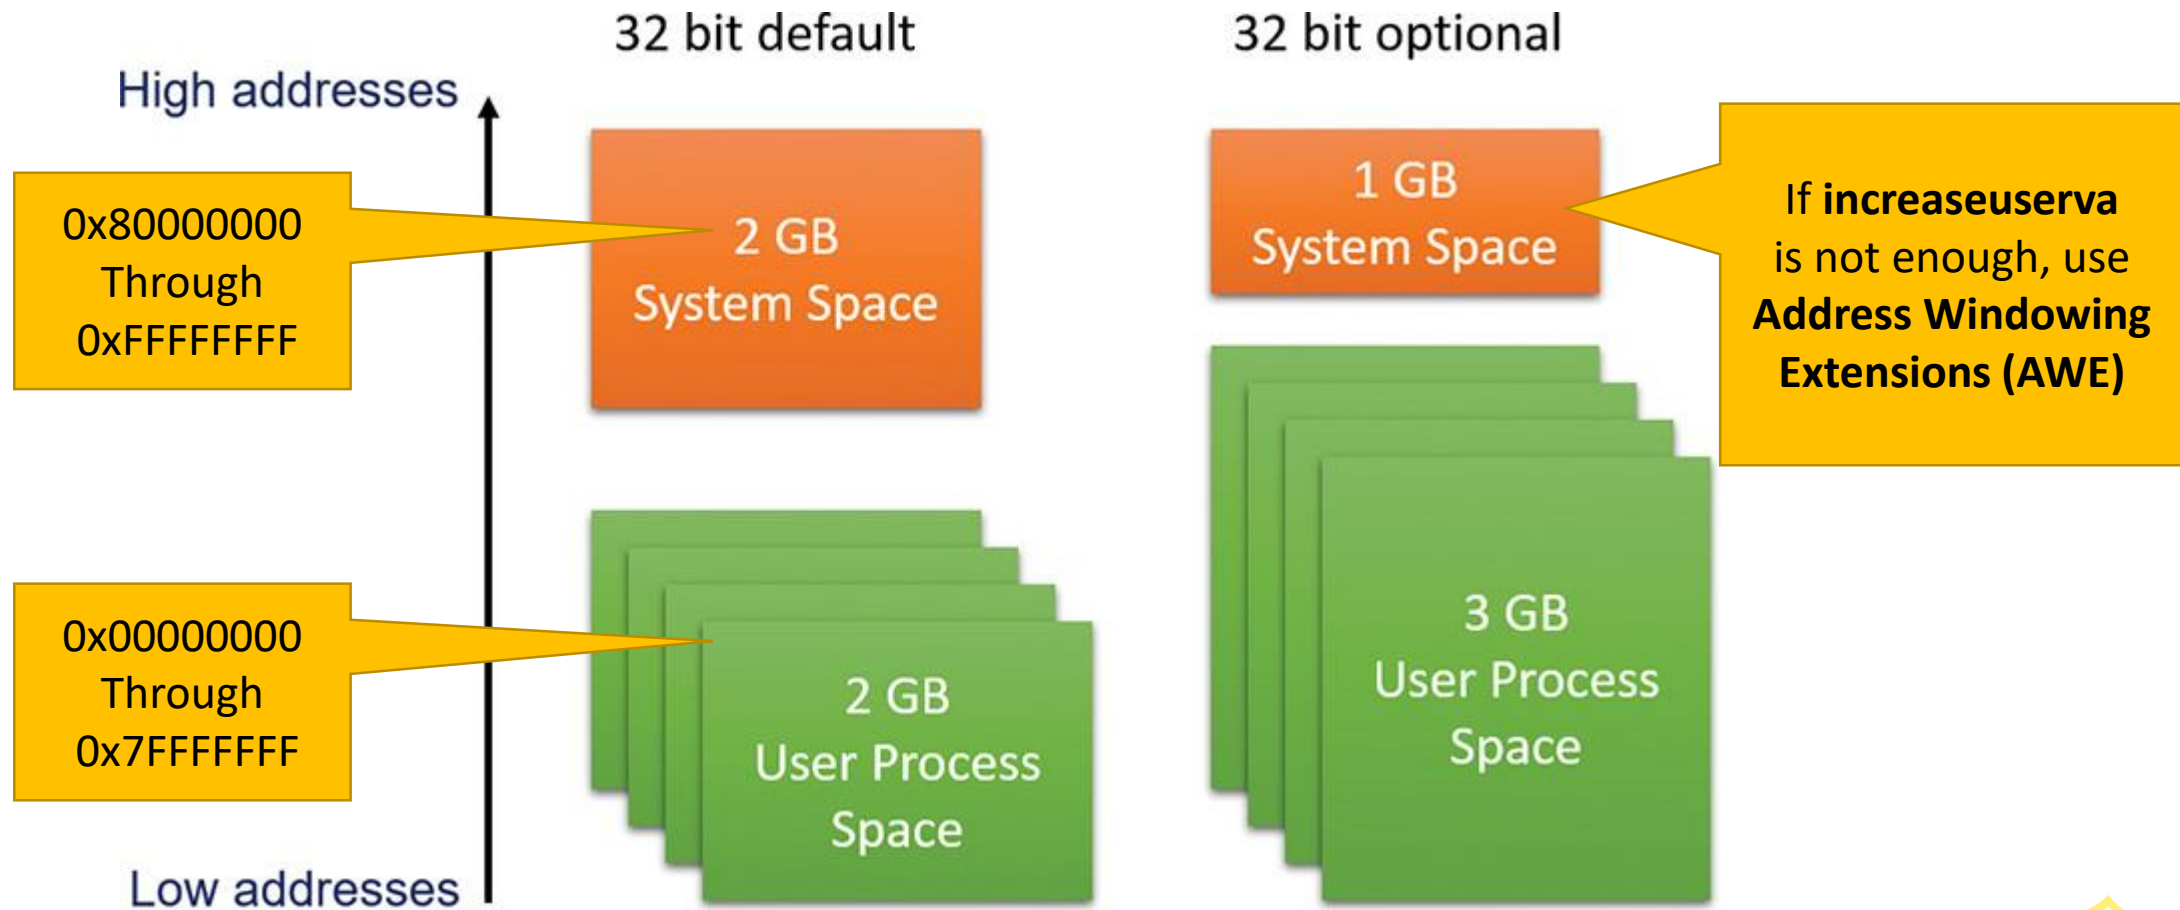 32 bit default
32 bit optional
High addresses
0x80000000
Through
0xFFFFFFFF
2 GB
System Space
1 GB
System Space
If increaseuserva
is not enough, use
Address Windowing
Extensions (AWE)
0x00000000
Through
0x7FFFFFFF
2 GB
User Process
Space
3 GB
User Process
Space
Low addresses